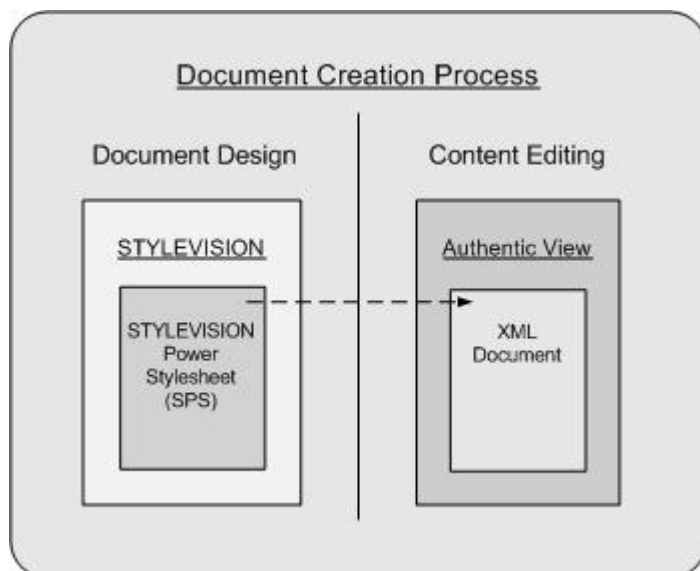 Document Creation Process
Document Design
Content Editing
STYLEVISION
Authentic View
STYLEVISION
Power
Stylesheet
(SPS)
XML
Document